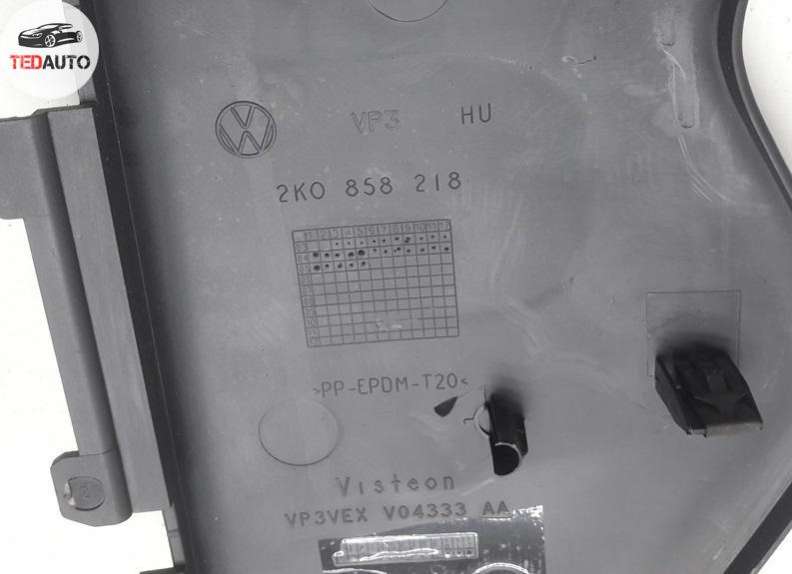 TEDAUTO
VP3 HU
2K0 858 218
>PP-EPDM-T20<
Visteon
VP3VEX V04333 AA